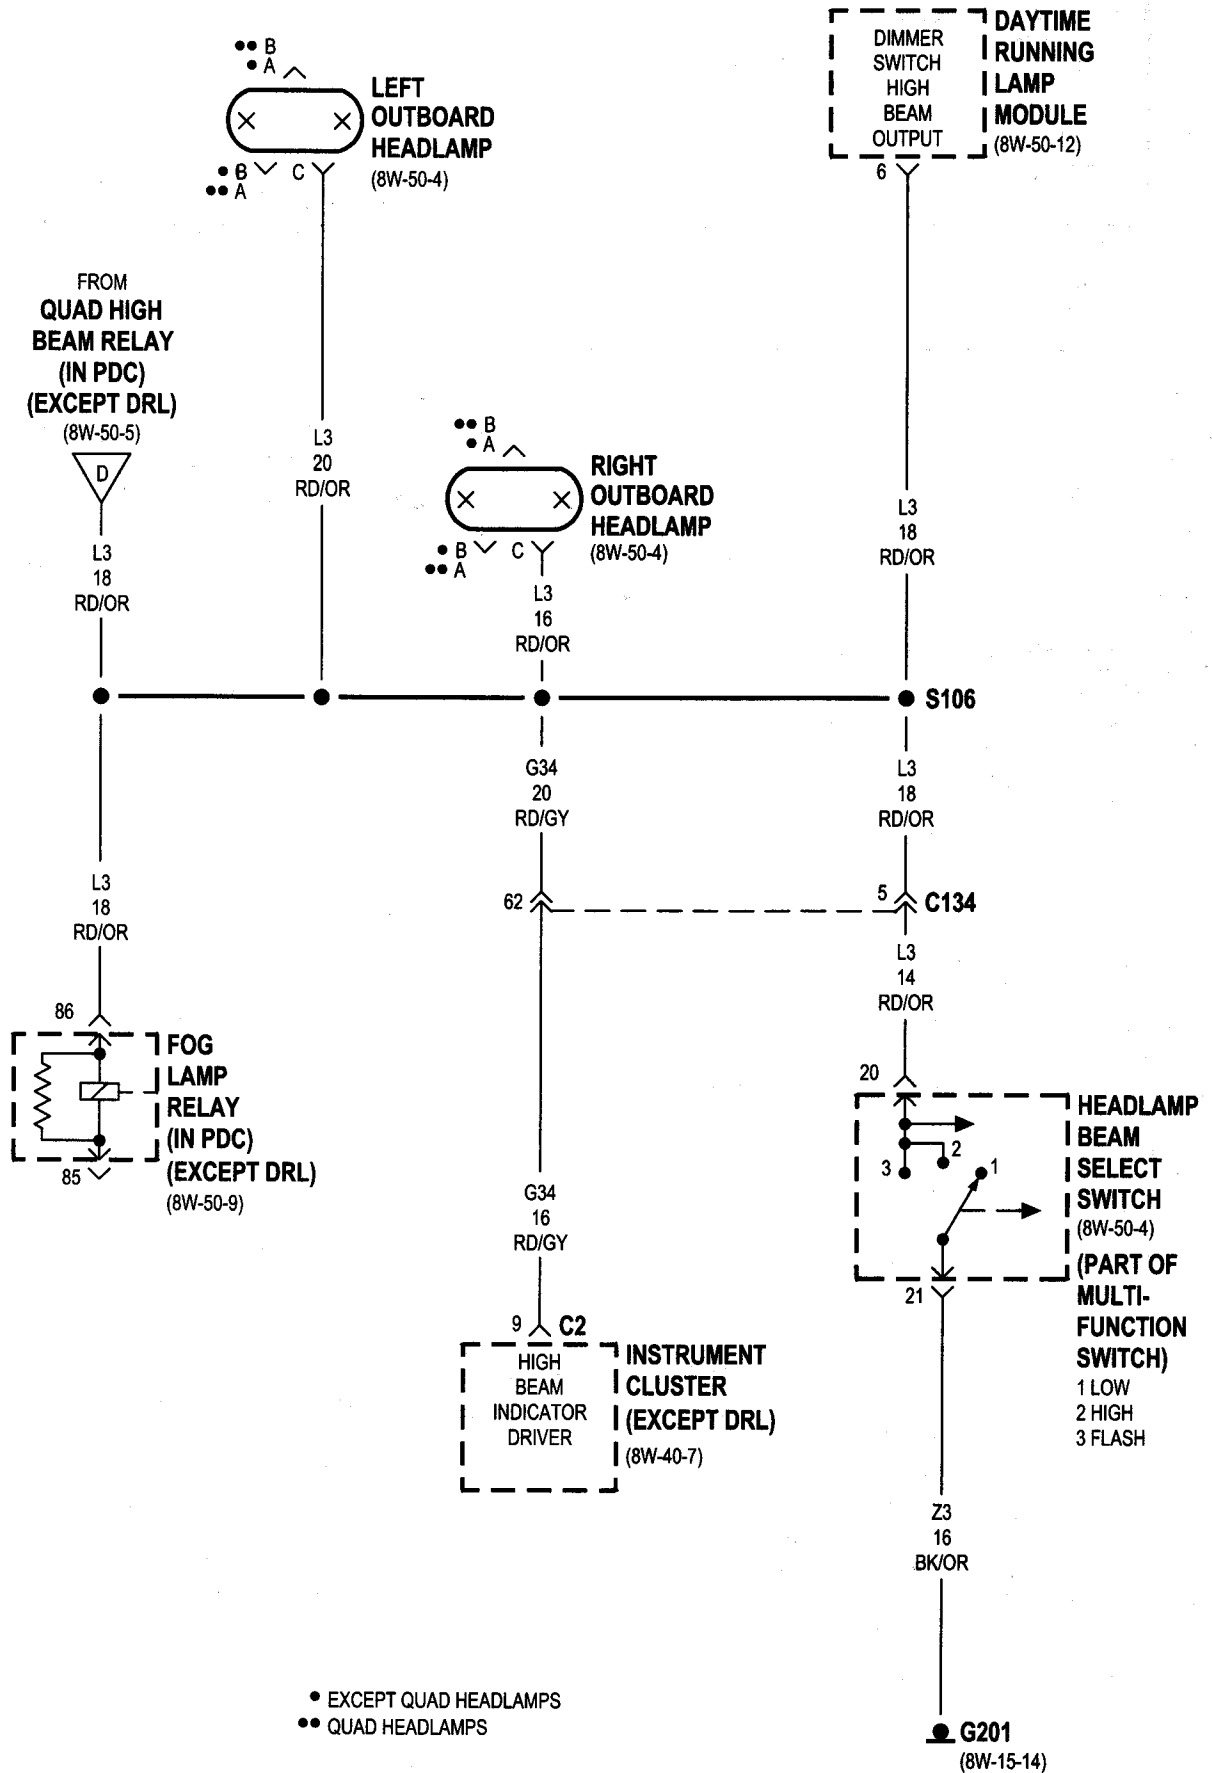 •• B
• A
LEFT
OUTBOARD
HEADLAMP
(8W-50-4)
• B
•• A
C
DIMMER
SWITCH
HIGH
BEAM
OUTPUT
DAYTIME
RUNNING
LAMP
MODULE
(8W-50-12)
6
FROM
QUAD HIGH
BEAM RELAY
(IN PDC)
(EXCEPT DRL)
(8W-50-5)
D
L3
18
RD/OR
L3
20
RD/OR
•• B
• A
RIGHT
OUTBOARD
HEADLAMP
(8W-50-4)
• B
•• A
C
L3
16
RD/OR
L3
18
RD/OR
S106
G34
20
RD/GY
L3
18
RD/OR
62
5
C134
L3
18
RD/OR
L3
14
RD/OR
86
FOG
LAMP
RELAY
(IN PDC)
(EXCEPT DRL)
(8W-50-9)
85
20
2
3
1
HEADLAMP
BEAM
SELECT
SWITCH
(8W-50-4)
(PART OF
MULTI-
FUNCTION
SWITCH)
1 LOW
2 HIGH
3 FLASH
21
G34
16
RD/GY
9
C2
HIGH
BEAM
INDICATOR
DRIVER
INSTRUMENT
CLUSTER
(EXCEPT DRL)
(8W-40-7)
Z3
16
BK/OR
• EXCEPT QUAD HEADLAMPS
•• QUAD HEADLAMPS
G201
(8W-15-14)